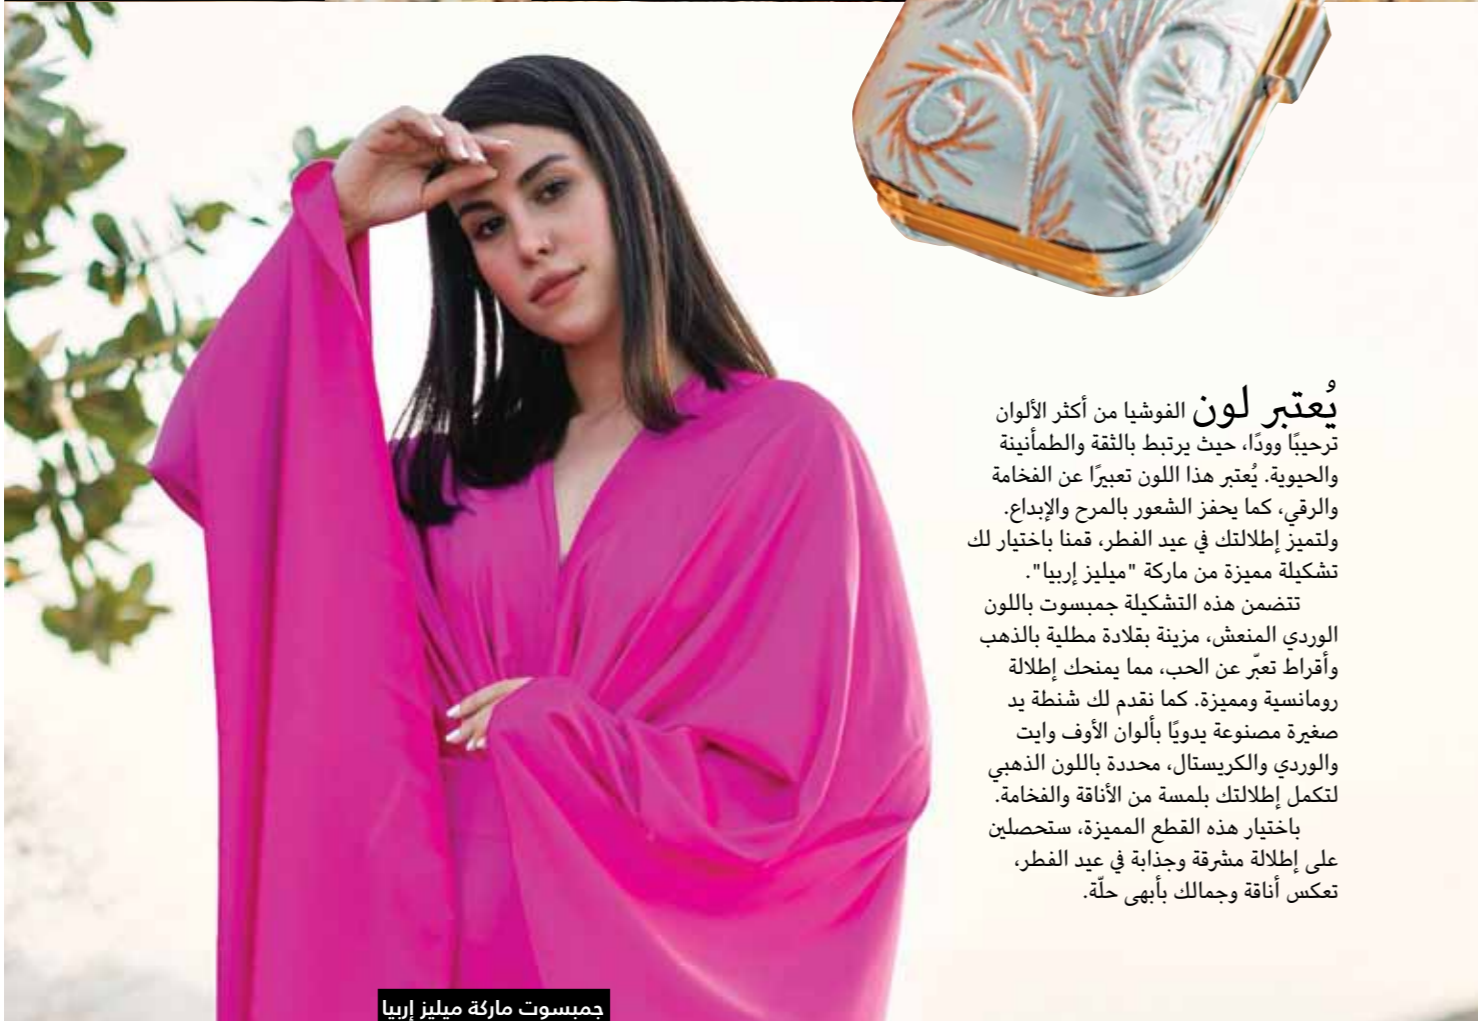 يُعتبر لون الفوشيا من أكثر الألوان
ترحيبًا وودًا، حيث يرتبط بالثقة والطمأنينة
والحيوية. يُعتبر هذا اللون تعبيرًا عن الفخامة
والرقي، كما يحفز الشعور بالمرح والإبداع.
ولتميز إطلالتك في عيد الفطر، قمنا باختيار لك
تشكيلة مميزة من ماركة "ميليز إربيا".
تتضمن هذه التشكيلة جمبسوت باللون
الوردي المنعش، مزينة بقلادة مطلية بالذهب
وأقراط تعبّر عن الحب، مما يمنحك إطلالة
رومانسية ومميزة. كما نقدم لك شنطة يد
صغيرة مصنوعة يدويًا بألوان الأوف وايت
والوردي والكريستال، محددة باللون الذهبي
لتكمل إطلالتك بلمسة من الأناقة والفخامة.
باختيار هذه القطع المميزة، ستحصلين
على إطلالة مشرقة وجذابة في عيد الفطر،
تعكس أناقة وجمالك بأبهى حلّة.
جمبسوت ماركة ميليز إربيا